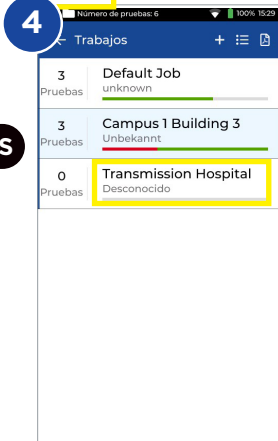 4
Número de pruebas: 6
100% 15:29
← Trabajos
3 Default Job
Pruebas unknown
3 Campus 1 Building 3
Pruebas Unbekannt
0 Transmission Hospital
Pruebas Desconocido
S